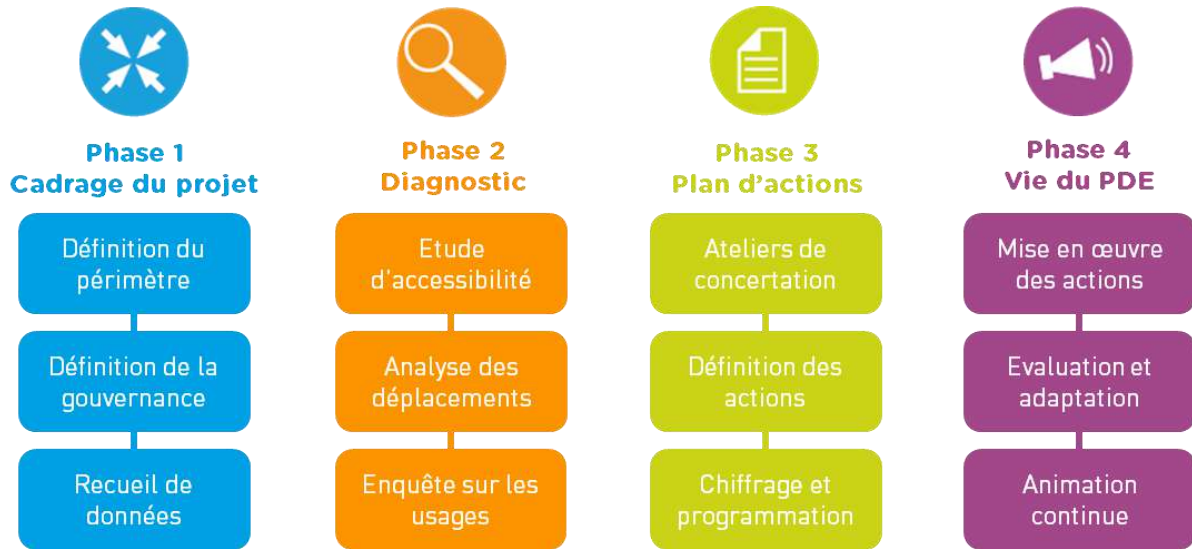 Phase 1
Cadrage du projet
Définition du
périmètre
Définition de la
gouvernance
Recueil de
données
Phase 2
Diagnostic
Etude
d'accessibilité
Analyse des
déplacements
Enquête sur les
usages
Phase 3
Plan d'actions
Ateliers de
concertation
Définition des
actions
Chiffrage et
programmation
Phase 4
Vie du PDE
Mise en œuvre
des actions
Evaluation et
adaptation
Animation
continue